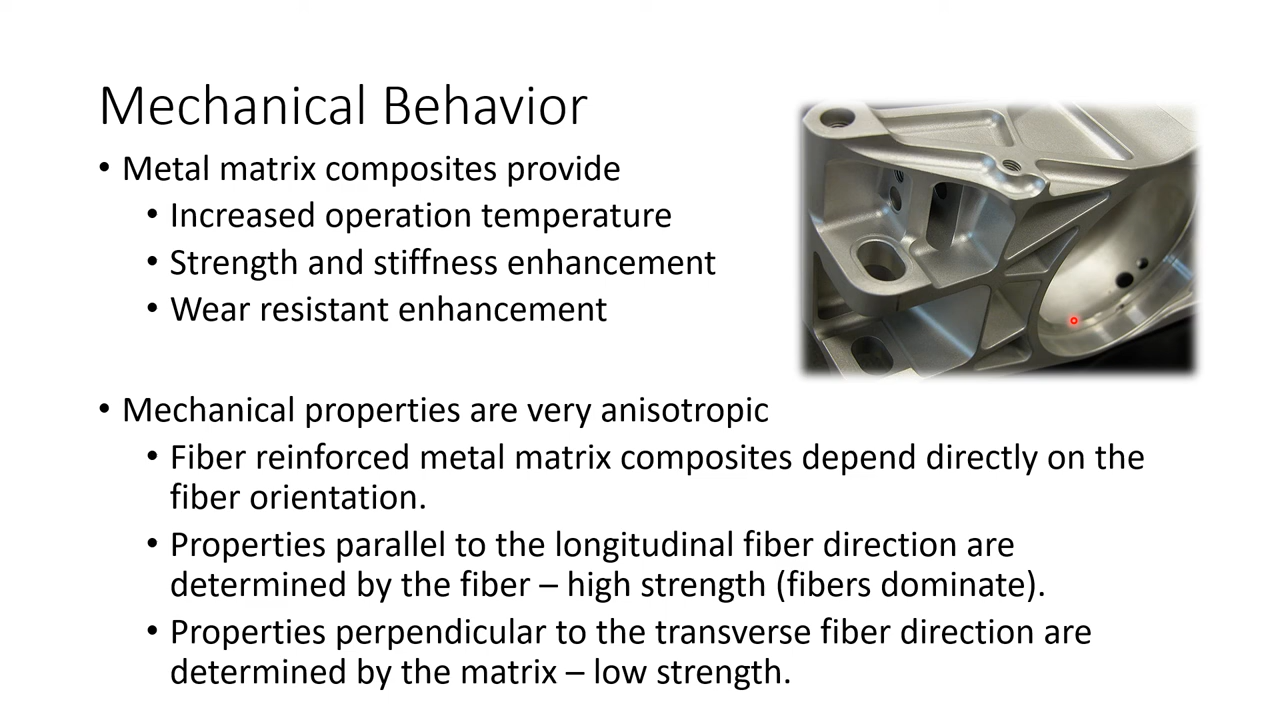 Mechanical Behavior
• Metal matrix composites provide
• Increased operation temperature
• Strength and stiffness enhancement
• Wear resistant enhancement
• Mechanical properties are very anisotropic
• Fiber reinforced metal matrix composites depend directly on the
fiber orientation.
• Properties parallel to the longitudinal fiber direction are
determined by the fiber – high strength (fibers dominate).
• Properties perpendicular to the transverse fiber direction are
determined by the matrix – low strength.